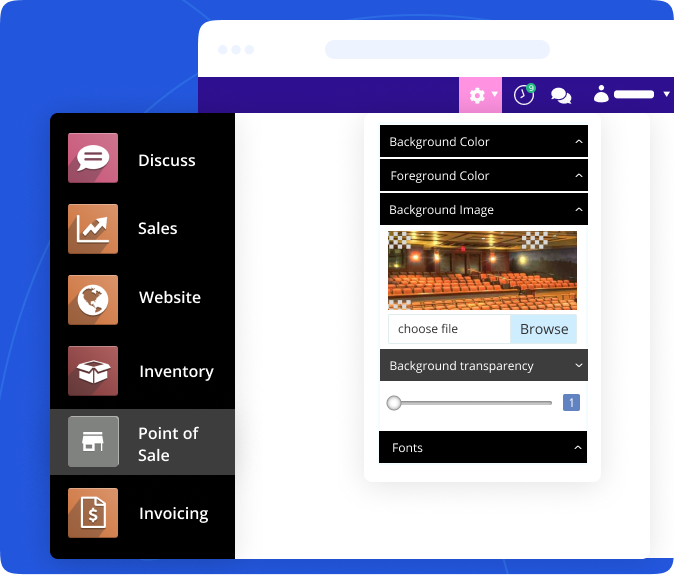 9
Discuss
Sales
Website
Inventory
Point of
Sale
Invoicing
Background Color
Foreground Color
Background Image
choose file
Browse
Background transparency
1
Fonts